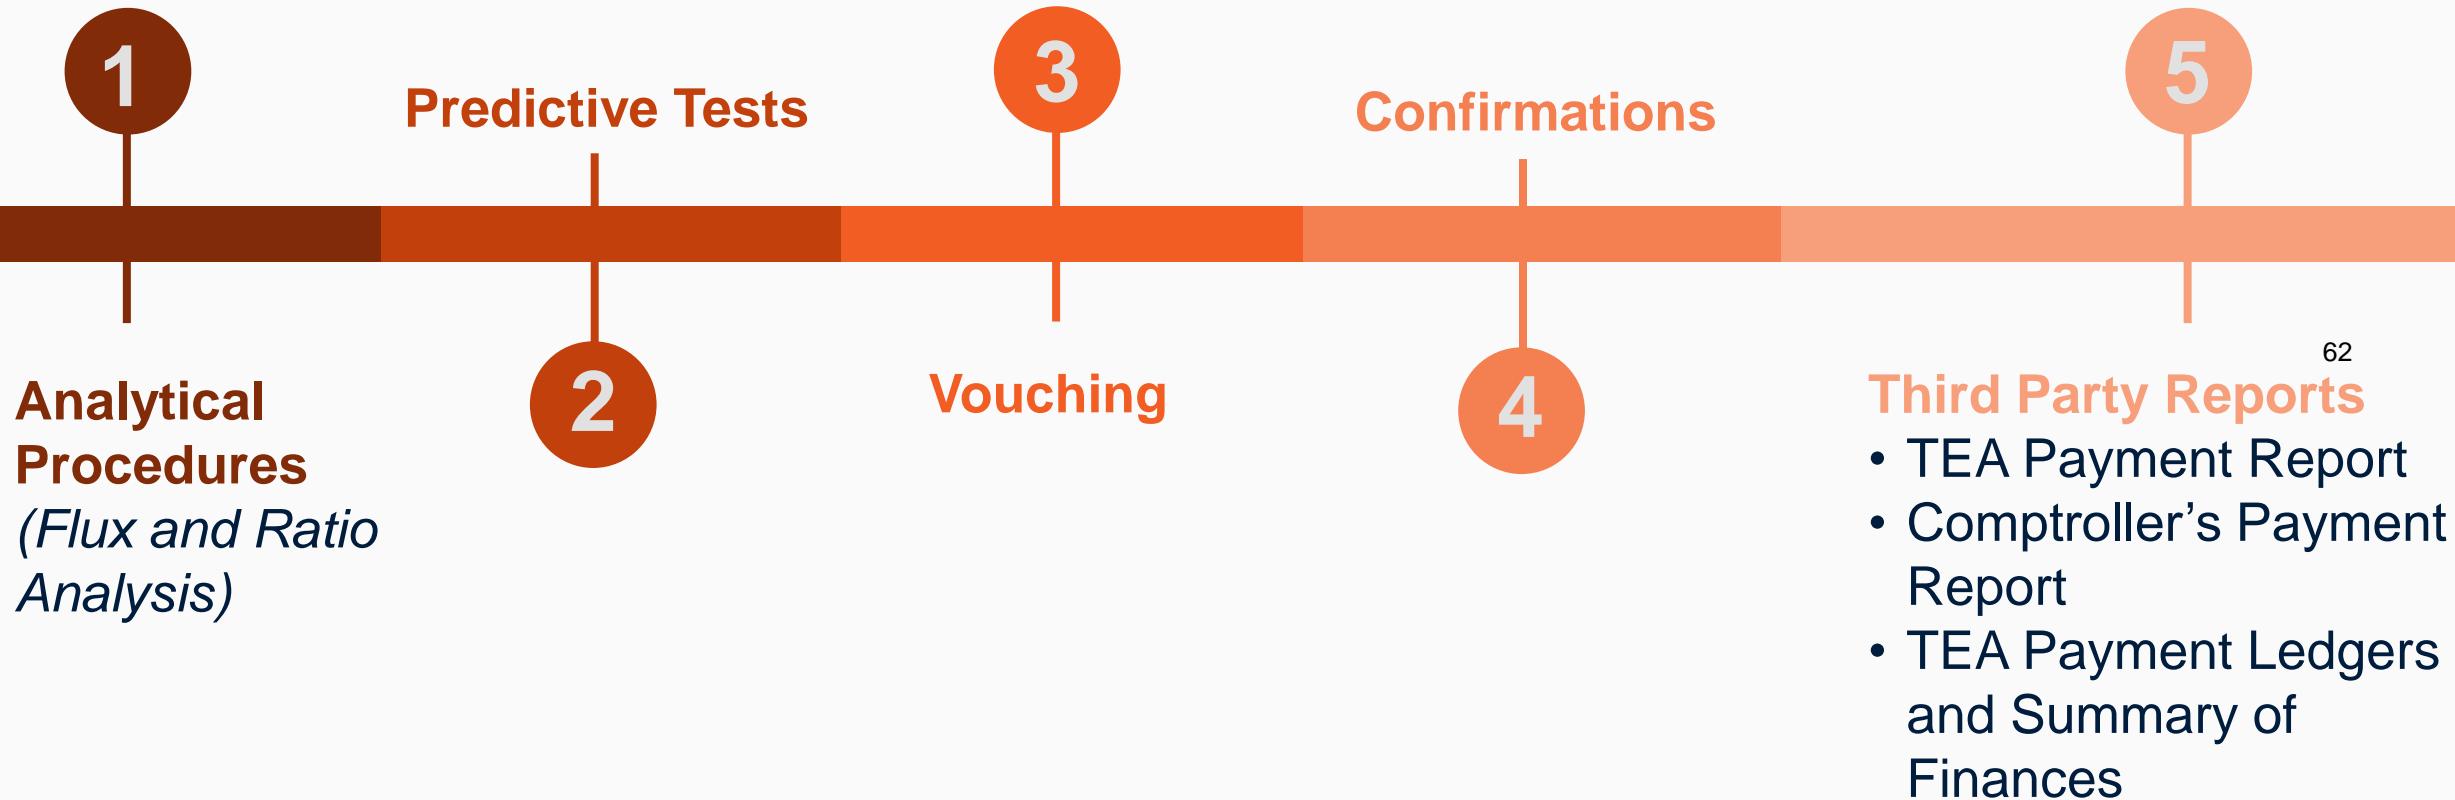 1
Analytical
Procedures
(Flux and Ratio
Analysis)
Predictive Tests
2
3
Vouching
Confirmations
4
5
62
Third Party Reports
• TEA Payment Report
• Comptroller’s Payment
Report
• TEA Payment Ledgers
and Summary of
Finances